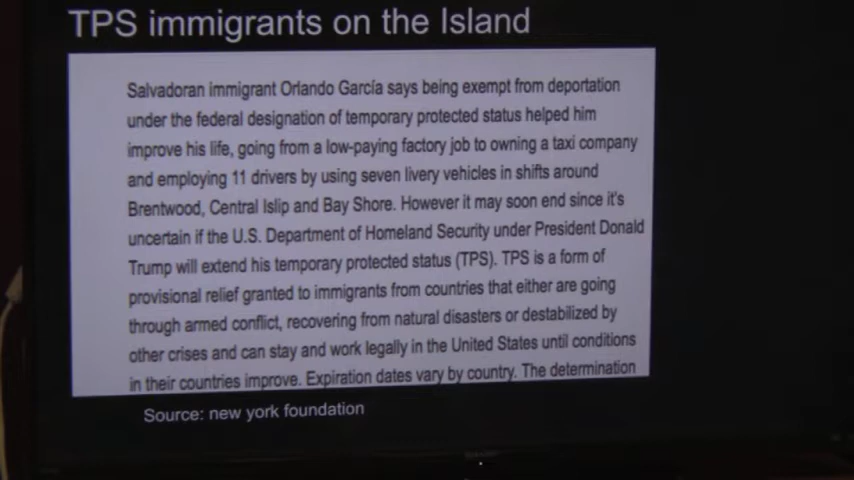 TPS immigrants on the Island
Salvadoran immigrant Orlando García says being exempt from deportation
under the federal designation of temporary protected status helped him
improve his life, going from a low-paying factory job to owning a taxi company
and employing 11 drivers by using seven livery vehicles in shifts around
Brentwood, Central Islip and Bay Shore. However it may soon end since it's
uncertain if the U.S. Department of Homeland Security under President Donald
Trump will extend his temporary protected status (TPS). TPS is a form of
provisional relief granted to immigrants from countries that either are going
through armed conflict, recovering from natural disasters or destabilized by
other crises and can stay and work legally in the United States until conditions
in their countries improve. Expiration dates vary by country. The determination
Source: new york foundation